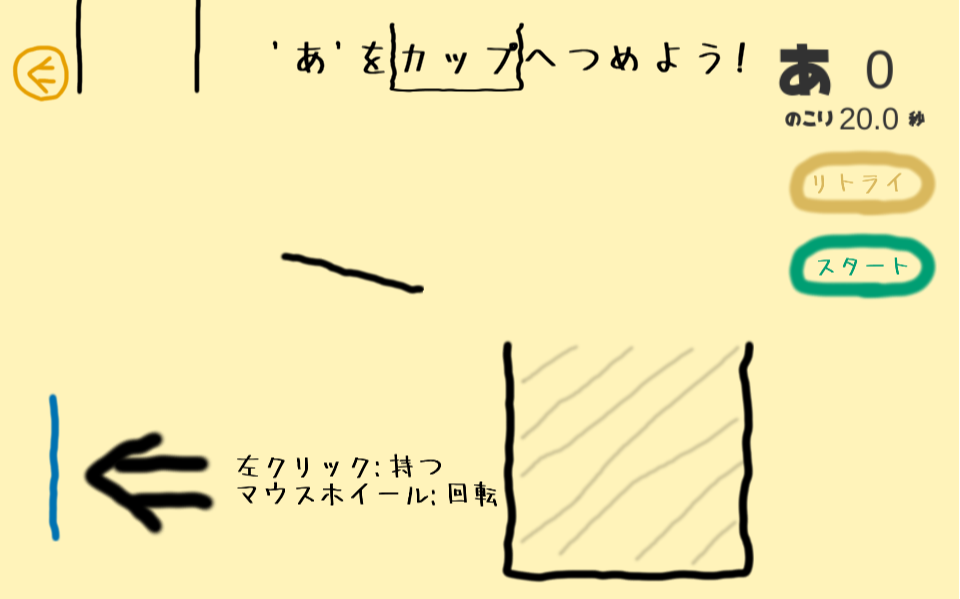 'あ'をカップへつめよう!
あ 0
のこり 20.0 秒
リトライ
スタート
左クリック:持つ
マウスホイール:回転